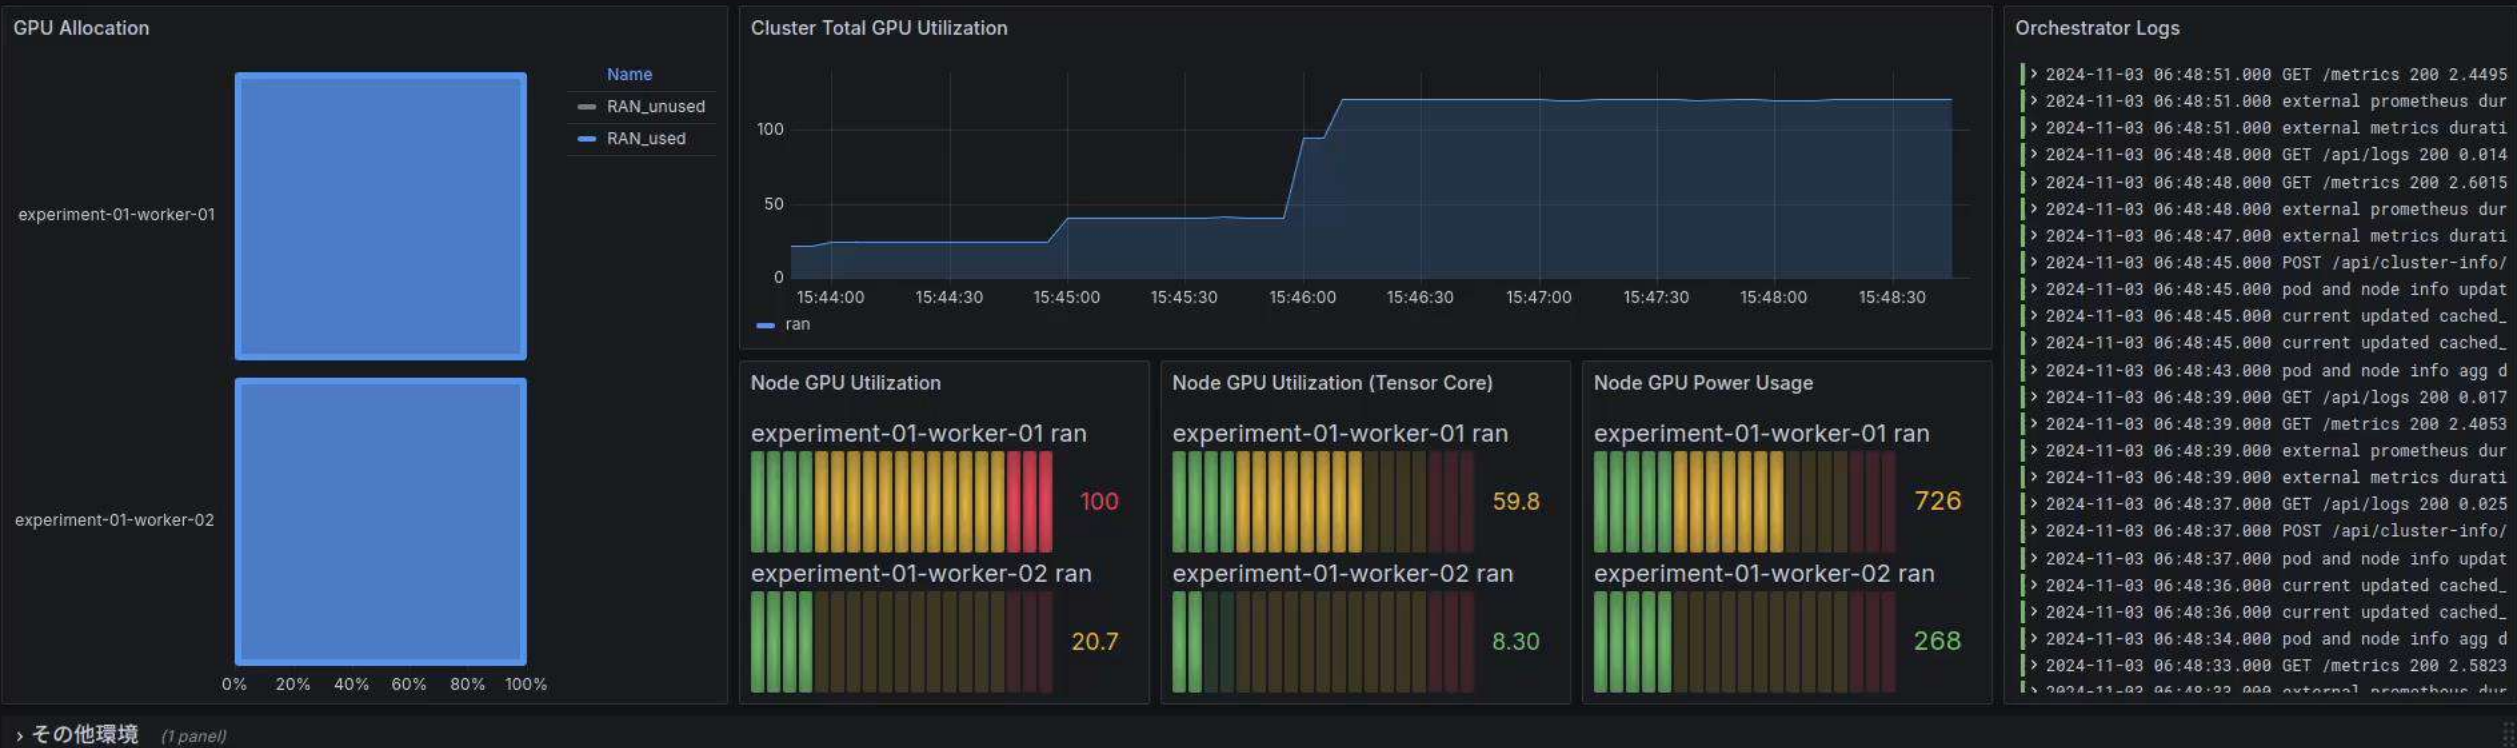 GPU Allocation
Name
RAN_unused
RAN_used
experiment-01-worker-01
experiment-01-worker-02
0% 20% 40% 60% 80% 100%
Cluster Total GPU Utilization
100
50
0
15:44:00 15:44:30 15:45:00 15:45:30 15:46:00 15:46:30 15:47:00 15:47:30 15:48:00 15:48:30
ran
Node GPU Utilization
experiment-01-worker-01 ran
100
experiment-01-worker-02 ran
20.7
Node GPU Utilization (Tensor Core)
experiment-01-worker-01 ran
59.8
experiment-01-worker-02 ran
8.30
Node GPU Power Usage
experiment-01-worker-01 ran
726
experiment-01-worker-02 ran
268
Orchestrator Logs
> 2024-11-03 06:48:51.000 GET /metrics 200 2.4495
> 2024-11-03 06:48:51.000 external prometheus dur
> 2024-11-03 06:48:51.000 external metrics durati
> 2024-11-03 06:48:48.000 GET /api/logs 200 0.014
> 2024-11-03 06:48:48.000 GET /metrics 200 2.6015
> 2024-11-03 06:48:48.000 external prometheus dur
> 2024-11-03 06:48:47.000 external metrics durati
> 2024-11-03 06:48:45.000 POST /api/cluster-info/
> 2024-11-03 06:48:45.000 pod and node info updat
> 2024-11-03 06:48:45.000 current updated cached_
> 2024-11-03 06:48:45.000 current updated cached_
> 2024-11-03 06:48:43.000 pod and node info agg d
> 2024-11-03 06:48:39.000 GET /api/logs 200 0.017
> 2024-11-03 06:48:39.000 GET /metrics 200 2.4053
> 2024-11-03 06:48:39.000 external prometheus dur
> 2024-11-03 06:48:39.000 external metrics durati
> 2024-11-03 06:48:37.000 GET /api/logs 200 0.025
> 2024-11-03 06:48:37.000 POST /api/cluster-info/
> 2024-11-03 06:48:37.000 pod and node info updat
> 2024-11-03 06:48:36.000 current updated cached_
> 2024-11-03 06:48:36.000 current updated cached_
> 2024-11-03 06:48:34.000 pod and node info agg d
> 2024-11-03 06:48:33.000 GET /metrics 200 2.5823
> 2024-11-03 06:48:33.000 external prometheus dur
> その他環境 (1 panel)